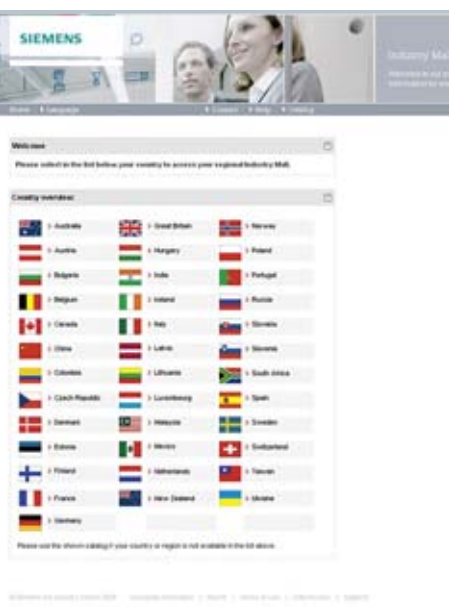 SIEMENS
Industry Mall
Home Language Contact Help Catalog
Welcome
Please select in the list below your country to access your regional Industry Mall.
Country overview:
Australia Great Britain Norway
Austria Hungary Poland
Bulgaria India Portugal
Belgium Ireland Russia
Canada Italy Slovakia
China Latvia Slovenia
Colombia Lithuania South Africa
Czech Republic Luxembourg Spain
Denmark Malaysia Sweden
Estonia Mexico Switzerland
Finland Netherlands Taiwan
France New Zealand Ukraine
Germany
Please use the shown catalog if your country or region is not available in the list above.